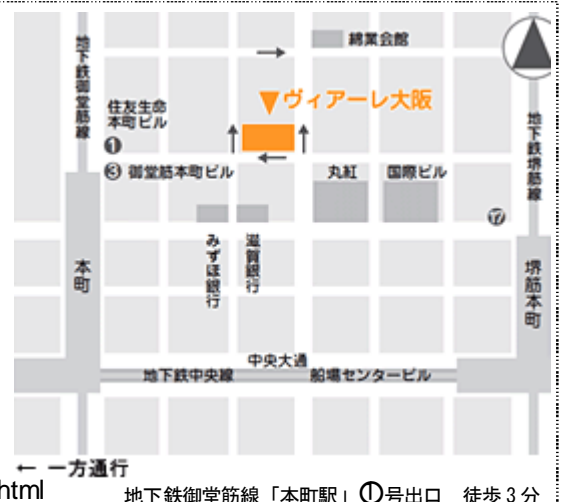 綿業会館
地下鉄御堂筋線
住友生命
本町ビル
▼ヴィアーレ大阪
❶
❸ 御堂筋本町ビル
丸紅
国際ビル
地下鉄堺筋線
⓱
みずほ銀行
滋賀銀行
本町
堺筋本町
中央大通
地下鉄中央線
船場センタービル
← 一方通行
html
地下鉄御堂筋線「本町駅」①号出口 徒歩3分